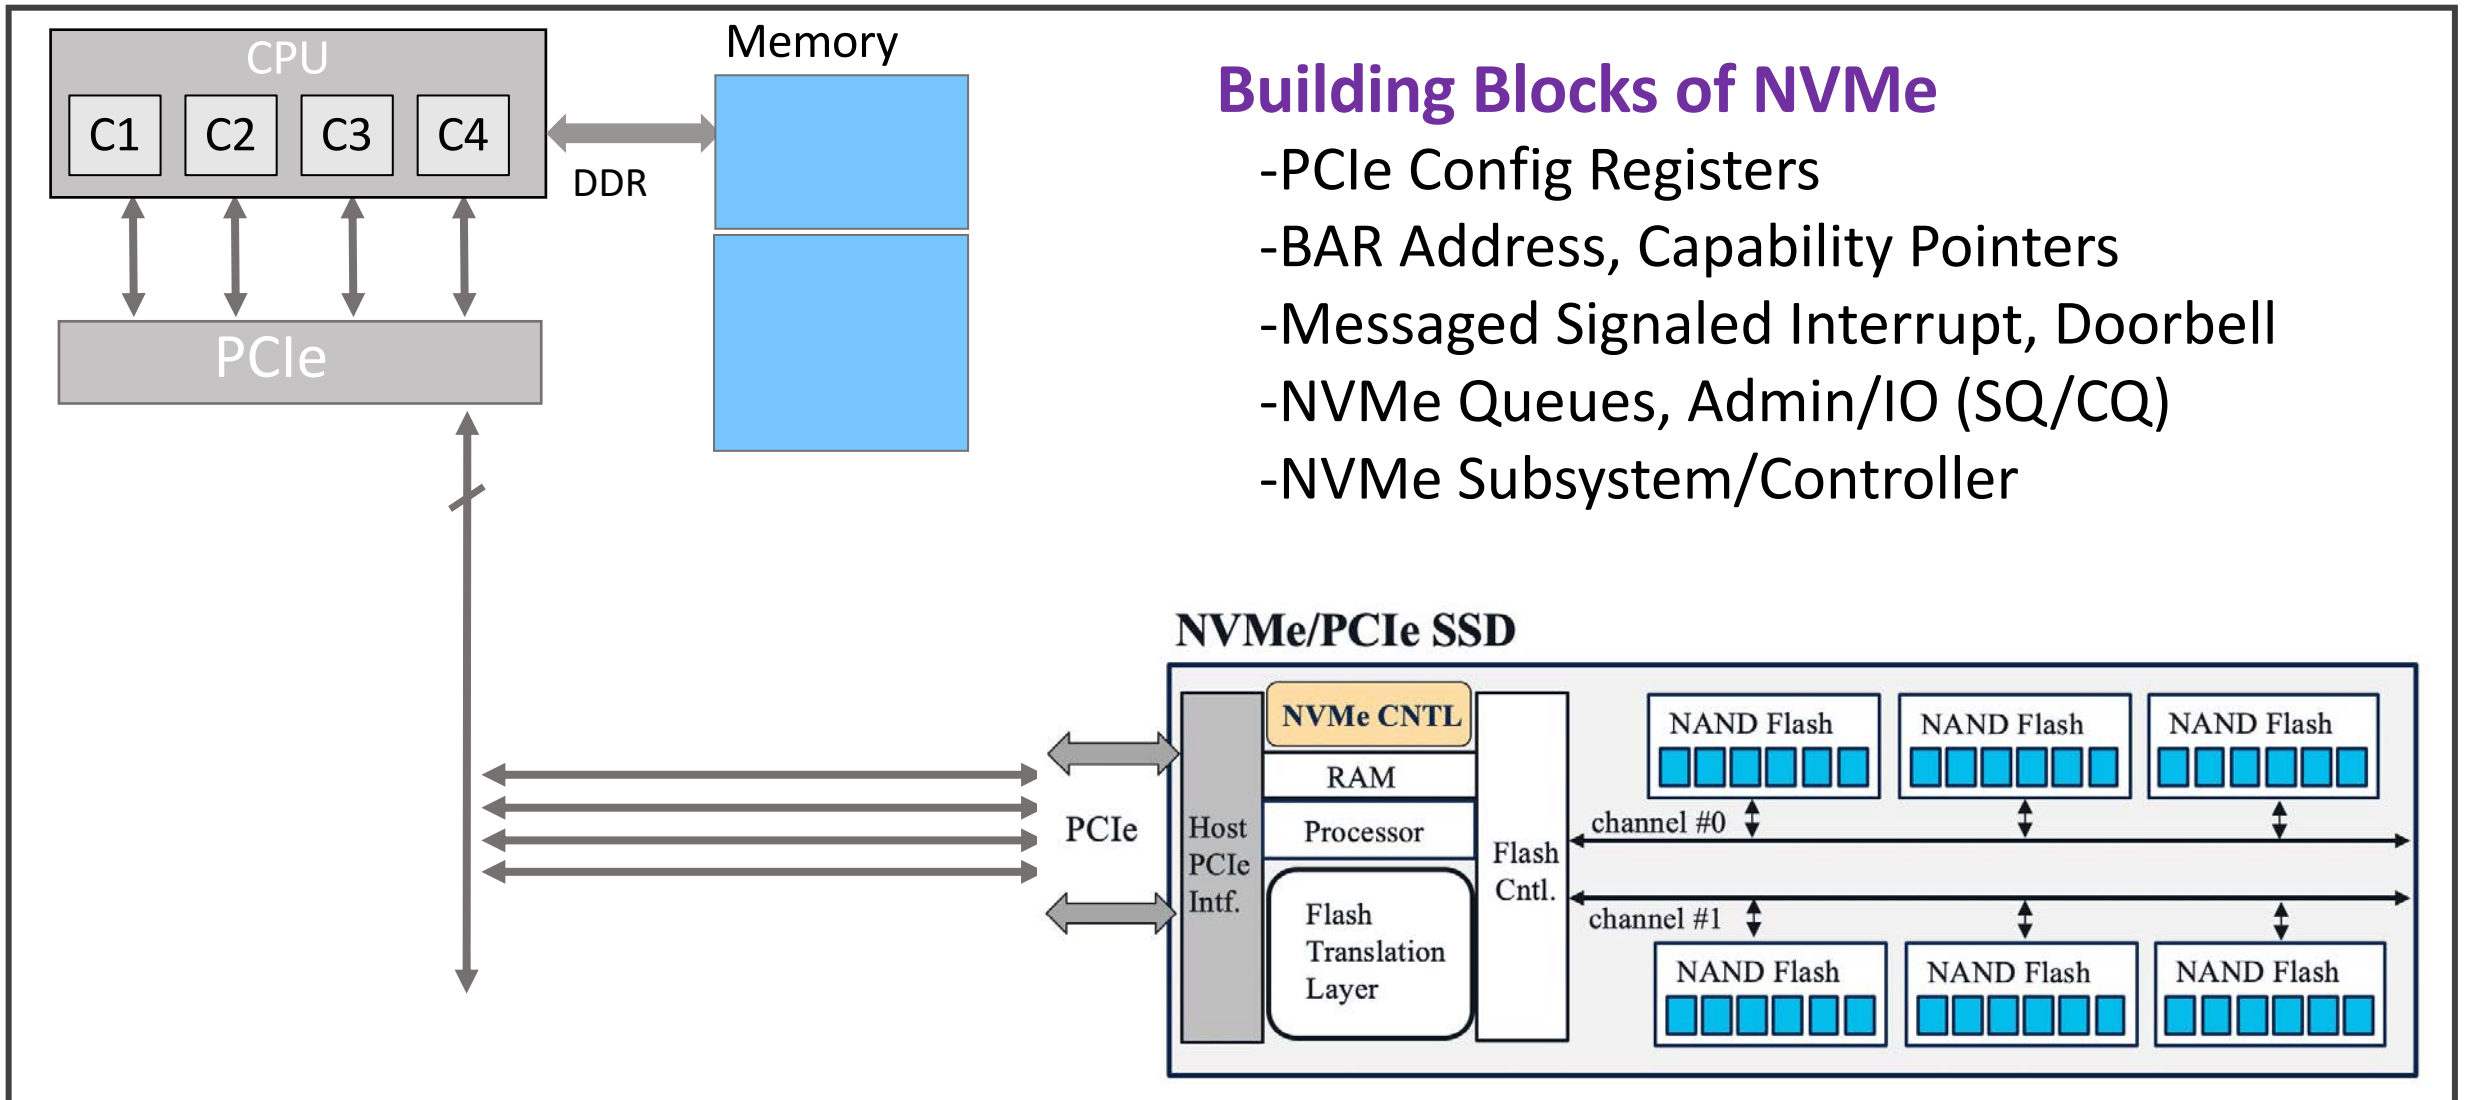 CPU
C1
C2
C3
C4
Memory
DDR
PCIe
Building Blocks of NVMe
-PCIe Config Registers
-BAR Address, Capability Pointers
-Messaged Signaled Interrupt, Doorbell
-NVMe Queues, Admin/IO (SQ/CQ)
-NVMe Subsystem/Controller
NVMe/PCIe SSD
PCIe
Host
PCIe
Intf.
NVMe CNTL
RAM
Processor
Flash
Translation
Layer
Flash
Cntl.
NAND Flash
NAND Flash
NAND Flash
channel #0
channel #1
NAND Flash
NAND Flash
NAND Flash